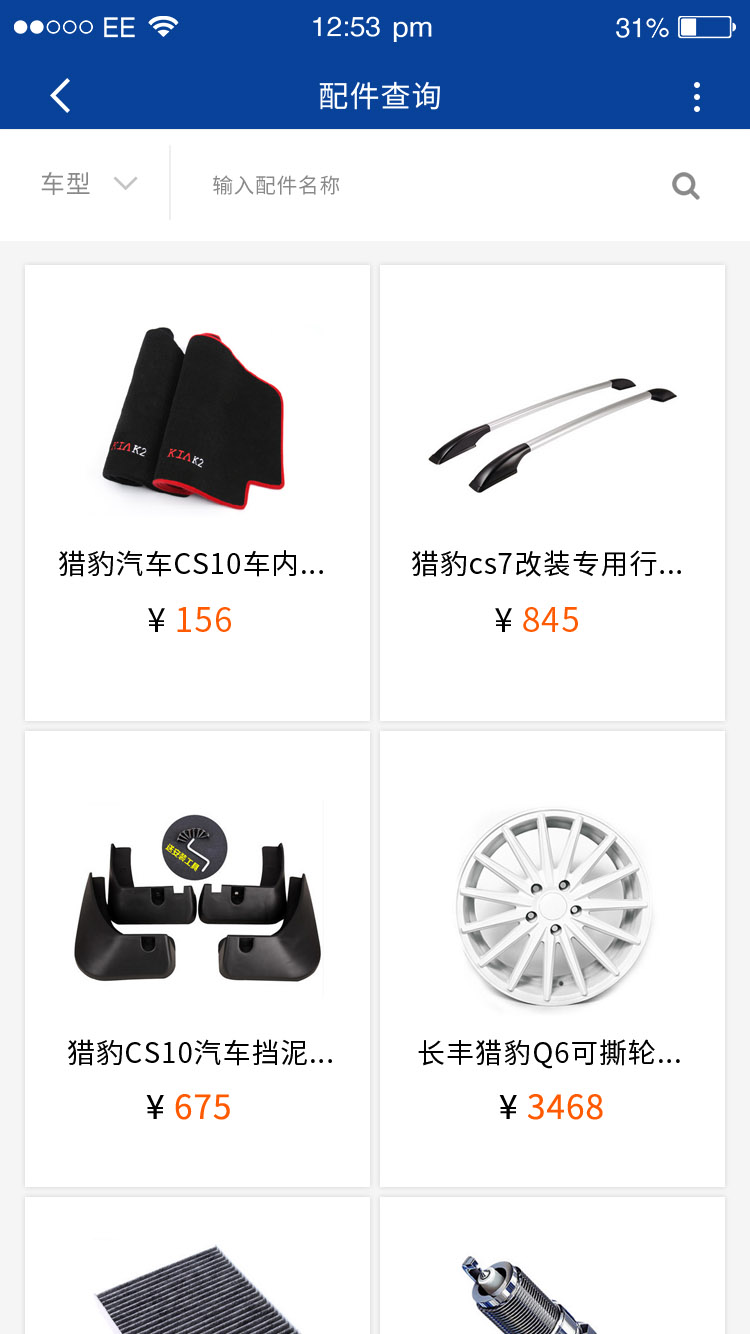 EE 12:53 pm 31%
配件查询
车型 输入配件名称
KIA K2 KIA K2
猎豹汽车CS10车内... 猎豹cs7改装专用行...
¥ 156 ¥ 845
送安装工具
猎豹CS10汽车挡泥... 长丰猎豹Q6可撕轮...
¥ 675 ¥ 3468